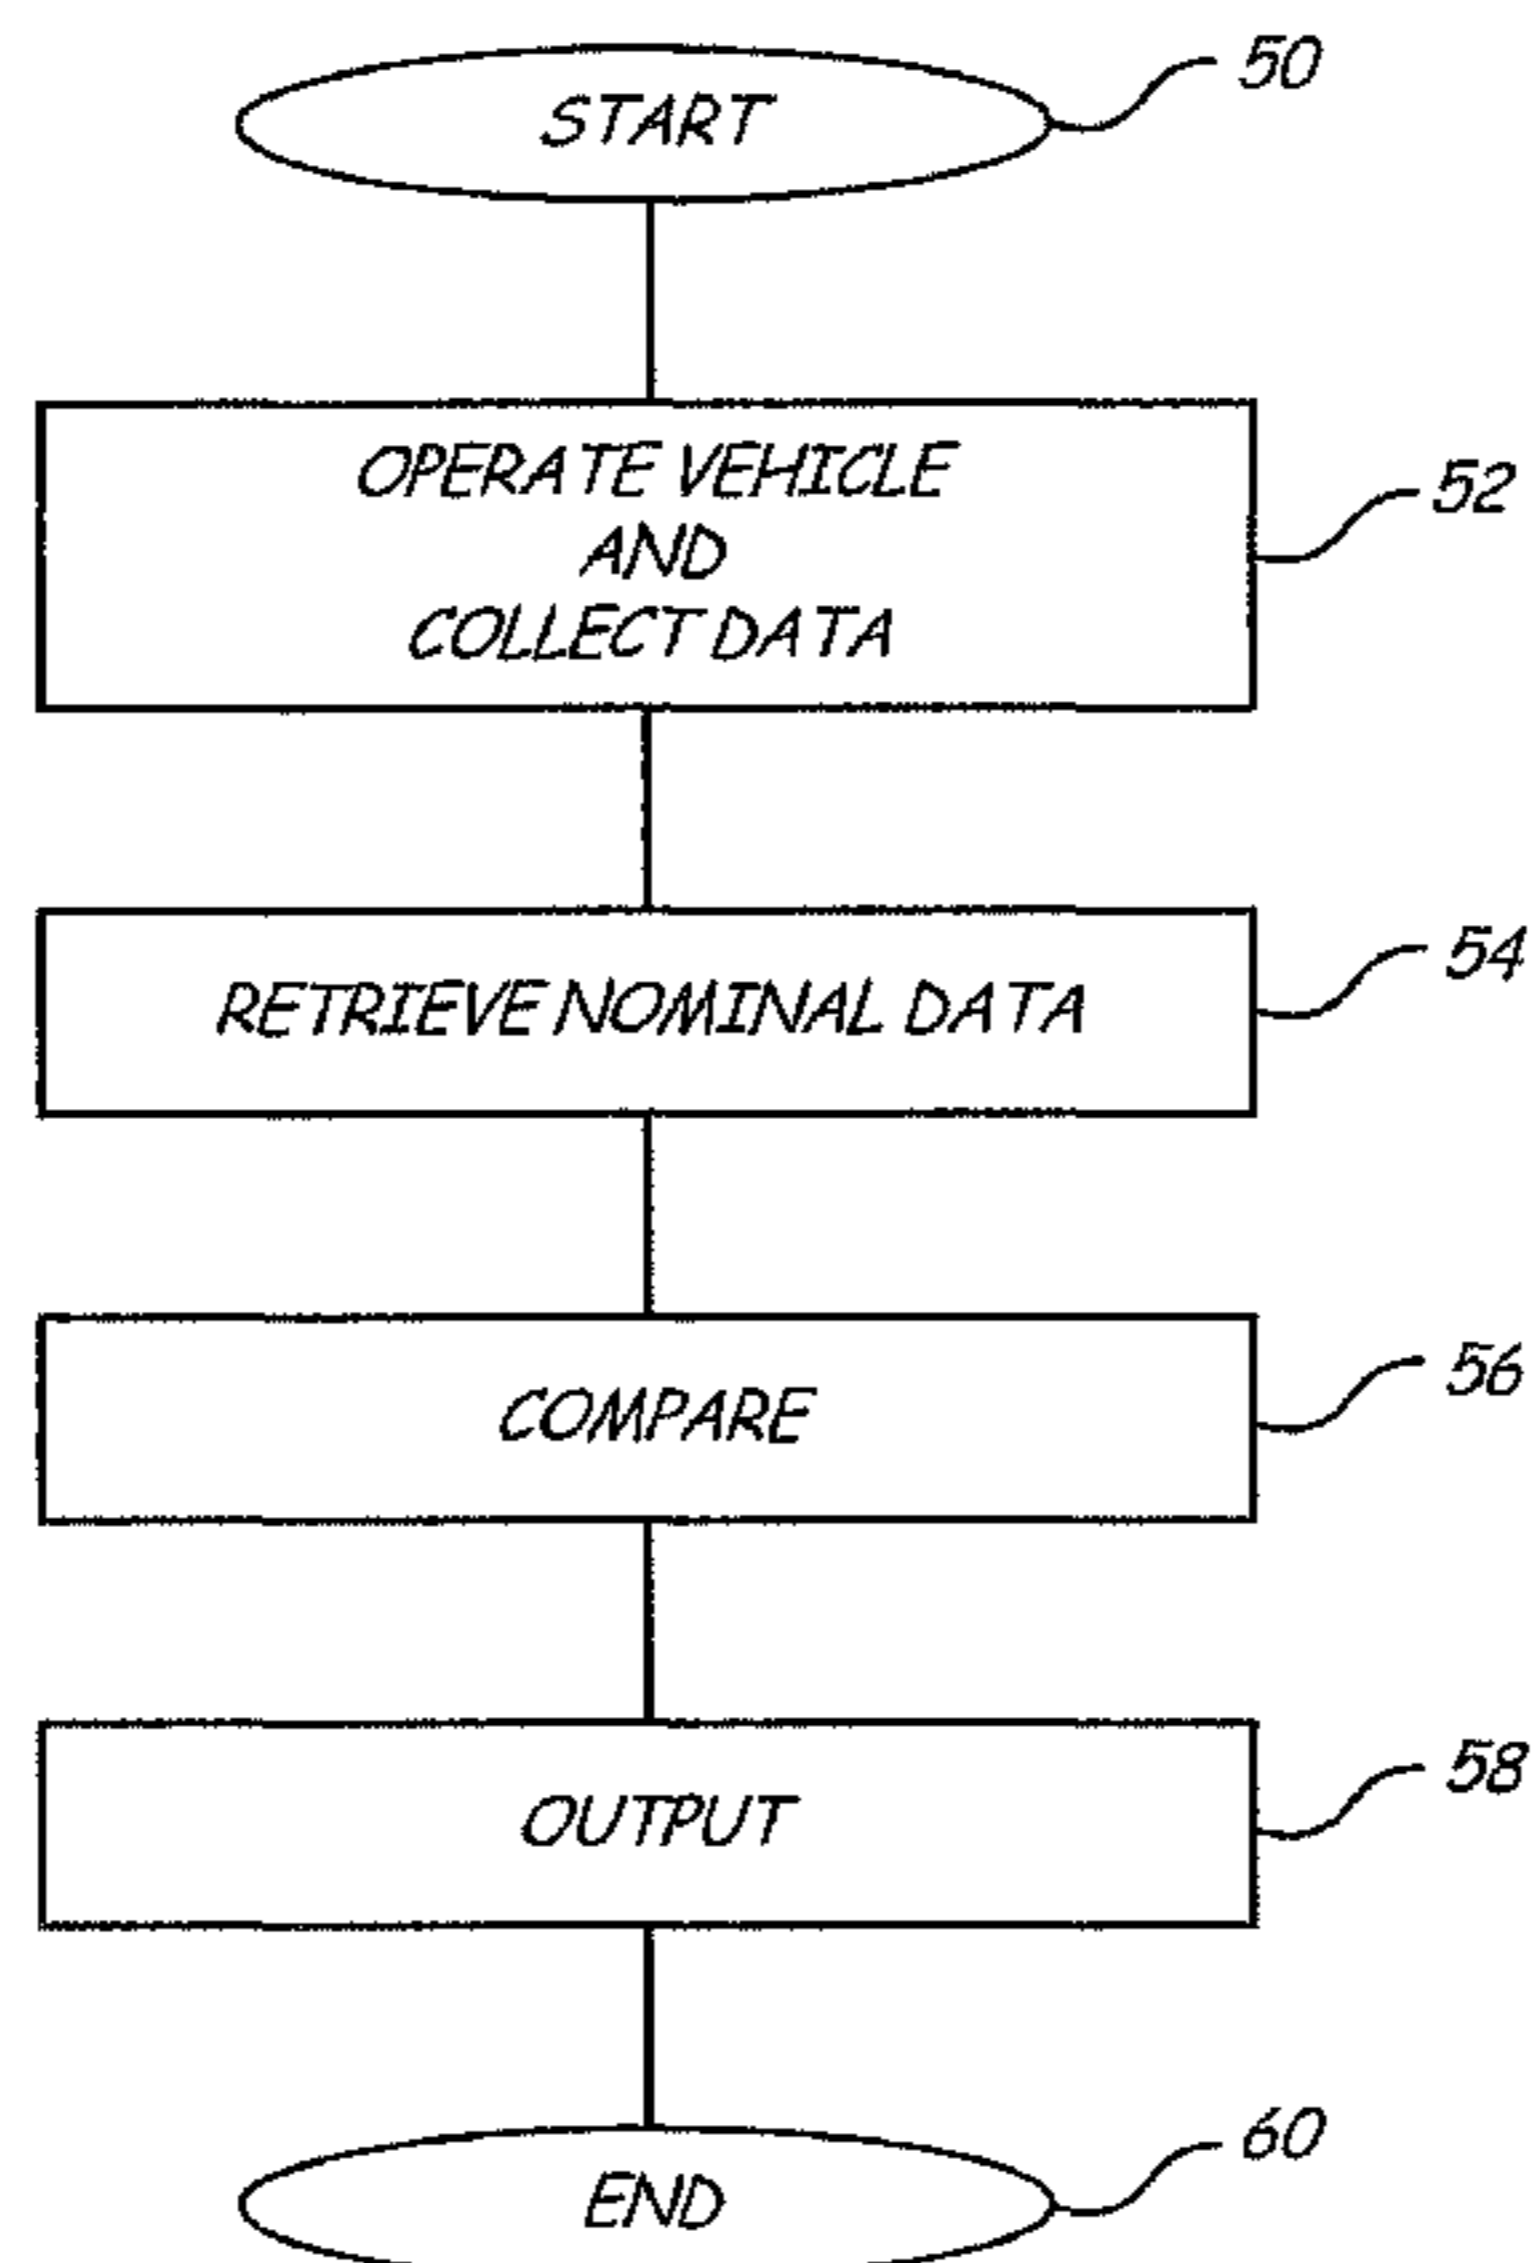 START
50
OPERATE VEHICLE
AND
COLLECT DATA
52
RETRIEVE NOMINAL DATA
54
COMPARE
56
OUTPUT
58
END
60